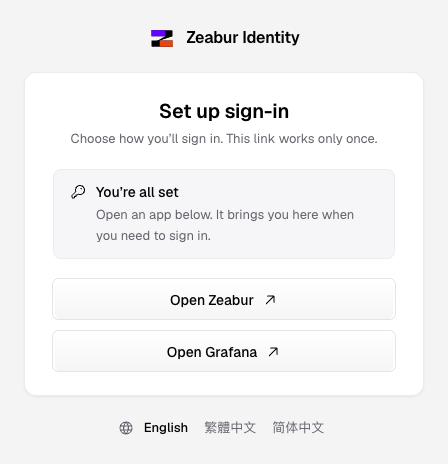 Zeabur Identity
Set up sign-in
Choose how you’ll sign in. This link works only once.
You’re all set
Open an app below. It brings you here when
you need to sign in.
Open Zeabur
Open Grafana
English 繁體中文 简体中文